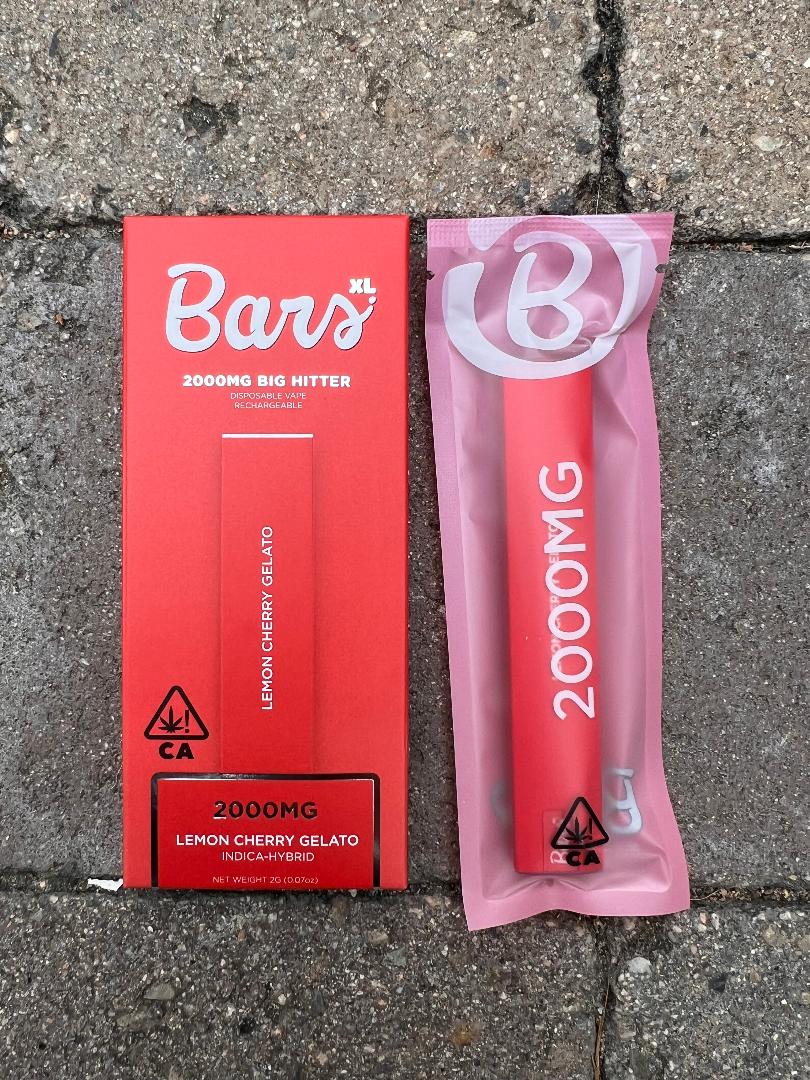 Bars XL
2000MG BIG HITTER
DISPOSABLE VAPE
RECHARGEABLE
LEMON CHERRY GELATO
CA
2000MG
LEMON CHERRY GELATO
INDICA-HYBRID
NET WEIGHT 2G (0.07oz)
B
2000MG
CA